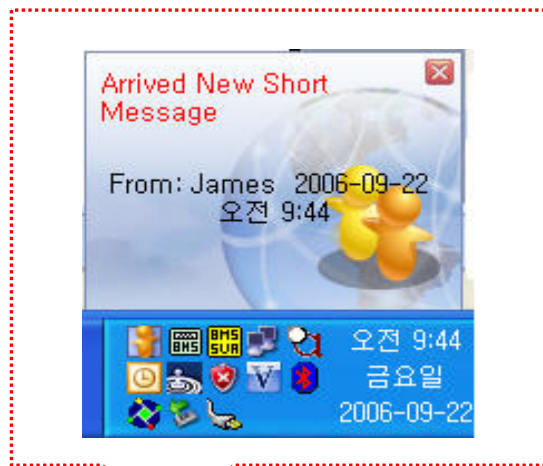 Arrived New Short
Message
From: James 2006-09-22
오전 9:44
BMS
BMS
SVR
V
오전 9:44
금요일
2006-09-22